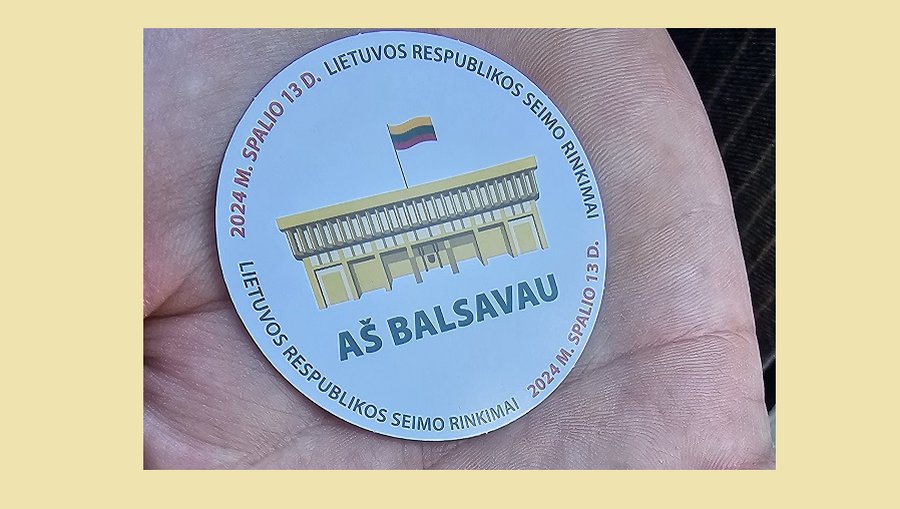 2024 M. SPALIO 13 D. LIETUVOS RESPUBLIKOS SEIMO RINKIMAI
AŠ BALSAVAU
LIETUVOS RESPUBLIKOS SEIMO RINKIMAI 2024 M. SPALIO 13 D.